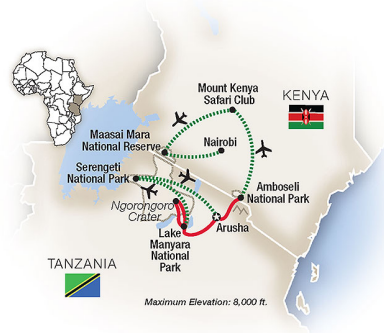 KENYA
Mount Kenya
Safari Club
Maasai Mara
National Reserve
Nairobi
Serengeti
National Park
Ngorongoro
Crater
Amboseli
National Park
Arusha
Lake
Manyara
National
Park
TANZANIA
Maximum Elevation: 8,000 ft.